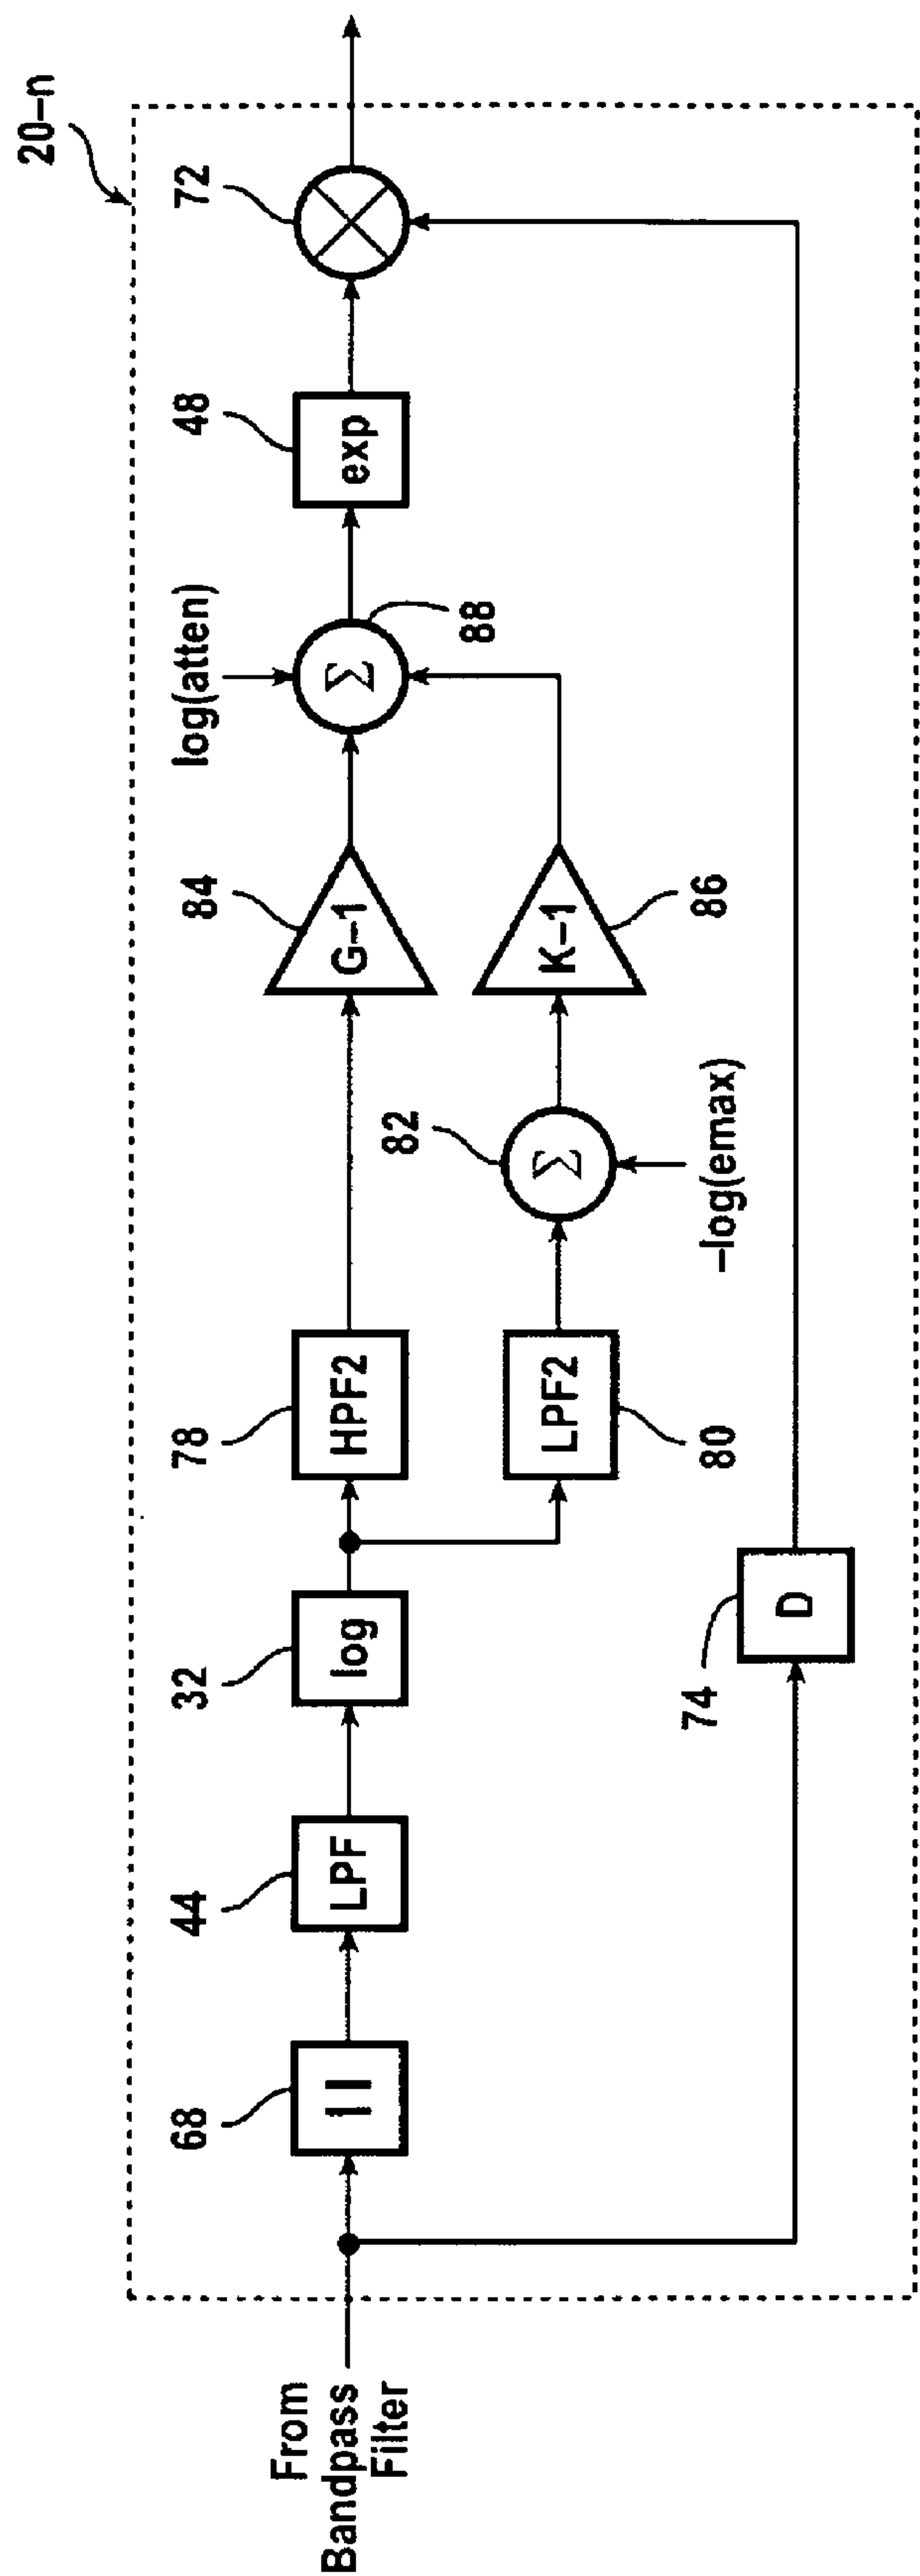 20-n
From
Bandpass
Filter
68
||
44
LPF
32
log
78
HPF2
84
G-1
log(atten)
Σ
88
48
exp
72
LPF2
80
82
Σ
-log(emax)
K-1
86
74
D